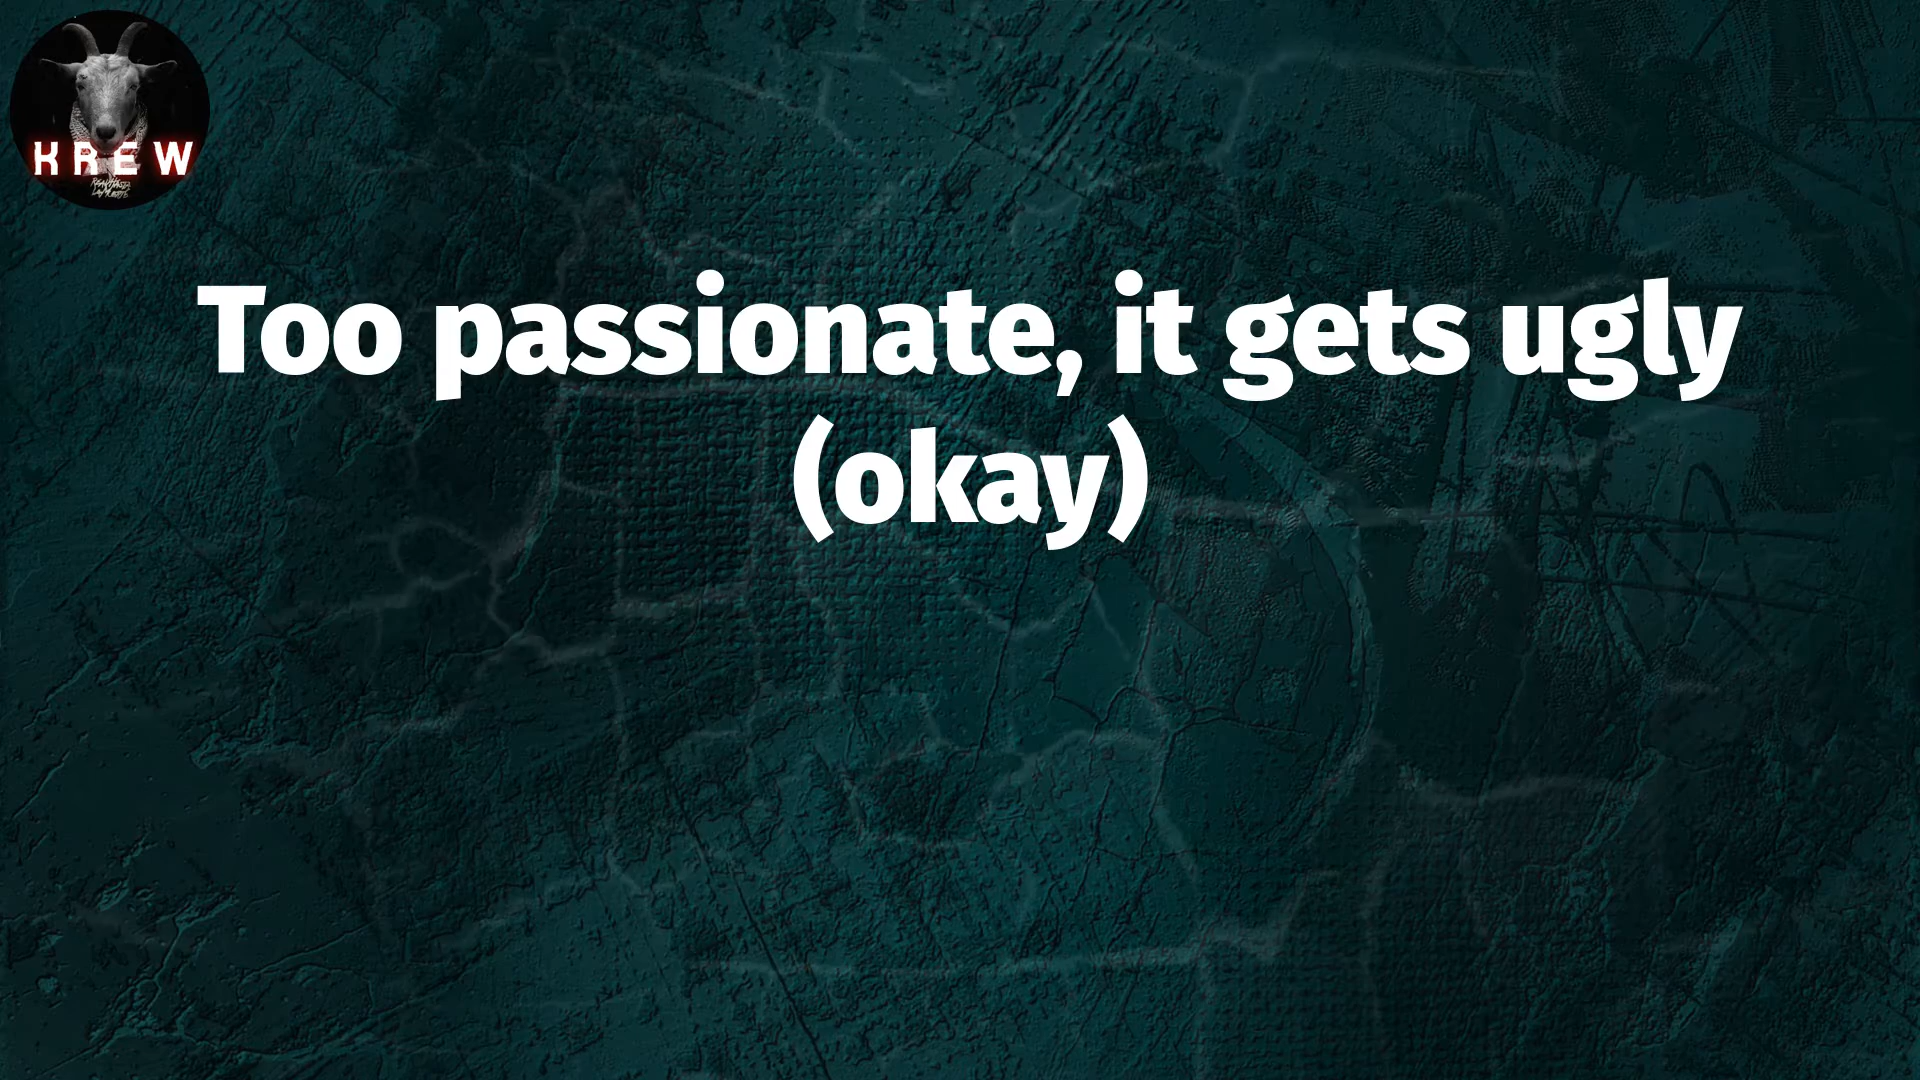 KREW
Too passionate, it gets ugly
(okay)